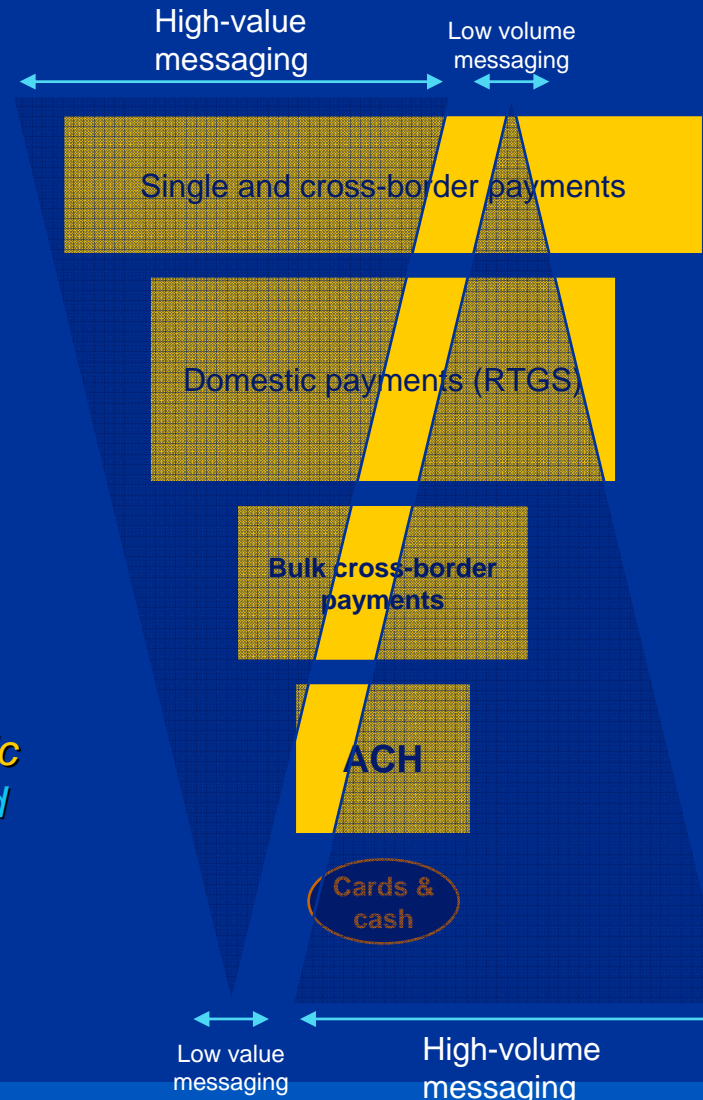 High-value
messaging
Low volume
messaging
Single and cross-border payments
Domestic payments (RTGS)
Bulk cross-border
payments
ACH
Cards &
cash
Low value
messaging
High-volume
messaging